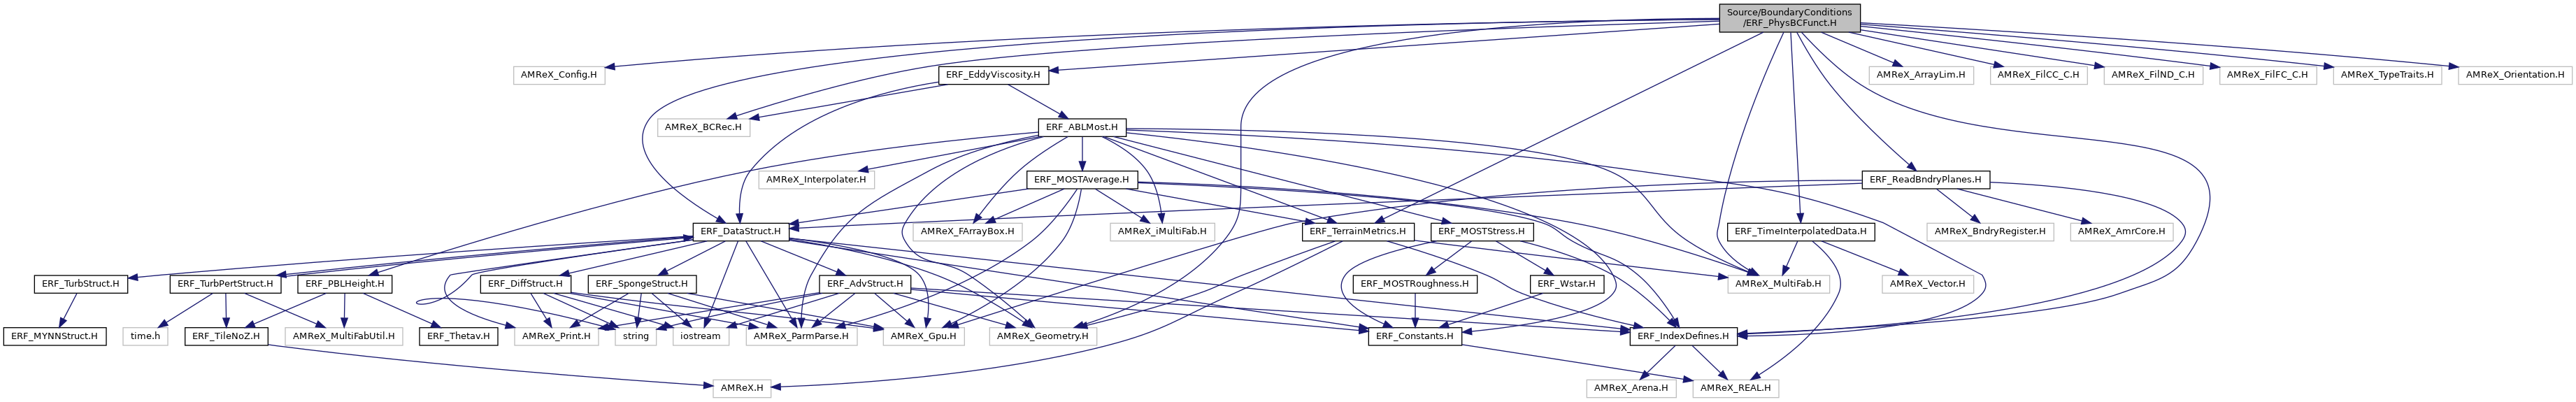 Source/BoundaryConditions
/ERF_PhysBCFunct.H
AMReX_Config.H
ERF_EddyViscosity.H
AMReX_ArrayLim.H
AMReX_FilCC_C.H
AMReX_FilND_C.H
AMReX_FilFC_C.H
AMReX_TypeTraits.H
AMReX_Orientation.H
AMReX_BCRec.H
ERF_ABLMost.H
AMReX_Interpolater.H
ERF_MOSTAverage.H
ERF_ReadBndryPlanes.H
ERF_DataStruct.H
AMReX_FArrayBox.H
AMReX_iMultiFab.H
ERF_TerrainMetrics.H
ERF_MOSTStress.H
ERF_TimeInterpolatedData.H
AMReX_BndryRegister.H
AMReX_AmrCore.H
ERF_TurbStruct.H
ERF_TurbPertStruct.H
ERF_PBLHeight.H
ERF_DiffStruct.H
ERF_SpongeStruct.H
ERF_AdvStruct.H
ERF_MOSTRoughness.H
ERF_Wstar.H
AMReX_MultiFab.H
AMReX_Vector.H
ERF_MYNNStruct.H
time.h
ERF_TileNoZ.H
AMReX_MultiFabUtil.H
ERF_Thetav.H
AMReX_Print.H
string
iostream
AMReX_ParmParse.H
AMReX_Gpu.H
AMReX_Geometry.H
ERF_Constants.H
ERF_IndexDefines.H
AMReX.H
AMReX_Arena.H
AMReX_REAL.H